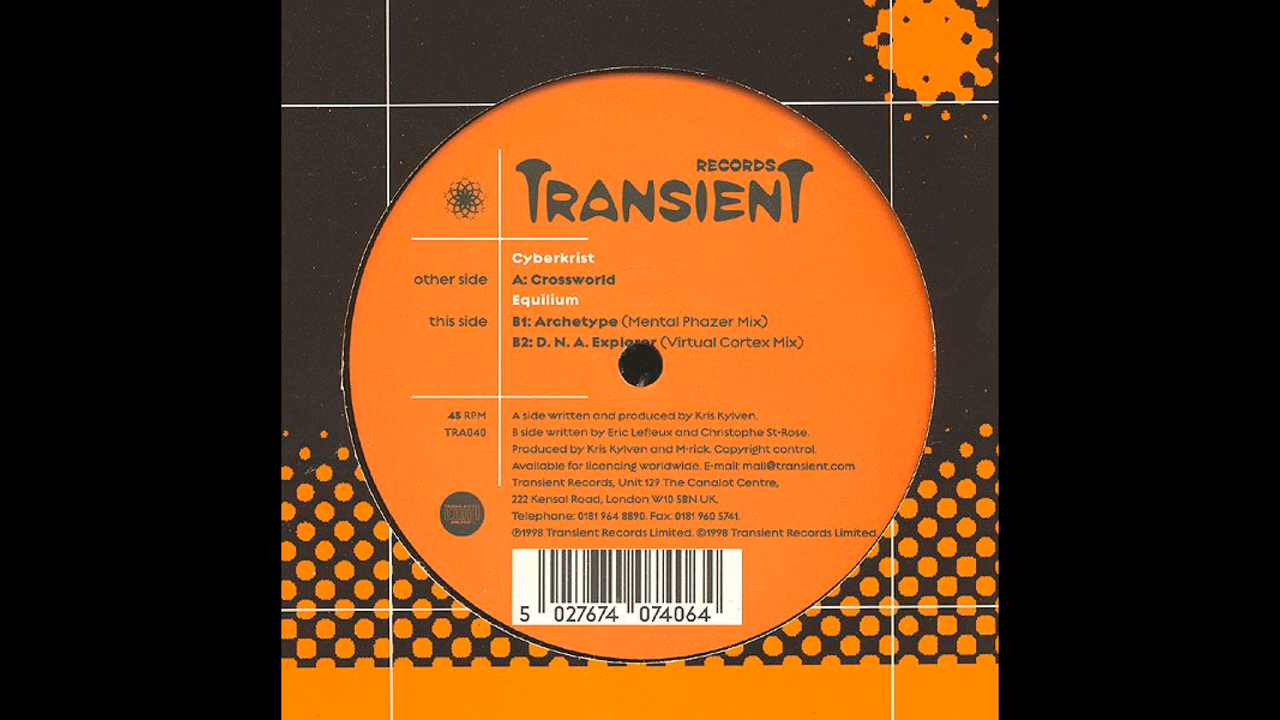 RECORDS
TRANSIENT
Cyberkrist
other side A: Crossworld
Equilium
this side B1: Archetype (Mental Phazer Mix)
B2: D. N. A. Explorer (Virtual Cortex Mix)
45 RPM A side written and produced by Kris Kylven.
TRA040 B side written by Eric Lefleux and Christophe St-Rose.
Produced by Kris Kylven and M-rick. Copyright control.
Available for licencing worldwide. E-mail: mail@transient.com
Transient Records, Unit 129 The Canalot Centre,
222 Kensal Road, London W10 5BN UK.
Telephone: 0181 964 8890. Fax: 0181 960 5741.
℗1998 Transient Records Limited. ©1998 Transient Records Limited.
5 027674 074064